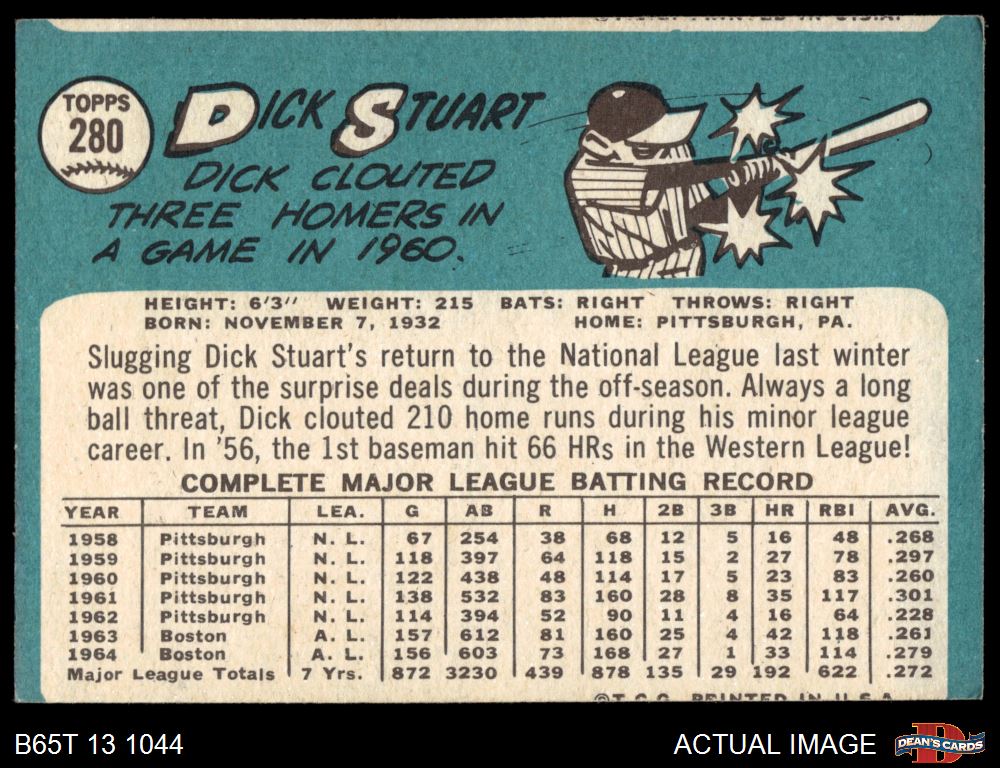 TOPPS
280
DICK STUART
DICK CLOUTED
THREE HOMERS IN
A GAME IN 1960.
HEIGHT: 6'3" WEIGHT: 215 BATS: RIGHT THROWS: RIGHT
BORN: NOVEMBER 7, 1932 HOME: PITTSBURGH, PA.
Slugging Dick Stuart's return to the National League last winter
was one of the surprise deals during the off-season. Always a long
ball threat, Dick clouted 210 home runs during his minor league
career. In '56, the 1st baseman hit 66 HRs in the Western League!
COMPLETE MAJOR LEAGUE BATTING RECORD
YEAR TEAM LEA. G AB R H 2B 3B HR RBI AVG.
1958 Pittsburgh N. L. 67 254 38 68 12 5 16 48 .268
1959 Pittsburgh N. L. 118 397 64 118 15 2 27 78 .297
1960 Pittsburgh N. L. 122 438 48 114 17 5 23 83 .260
1961 Pittsburgh N. L. 138 532 83 160 28 8 35 117 .301
1962 Pittsburgh N. L. 114 394 52 90 11 4 16 64 .228
1963 Boston A. L. 157 612 81 160 25 4 42 118 .261
1964 Boston A. L. 156 603 73 168 27 1 33 114 .279
Major League Totals 7 Yrs. 872 3230 439 878 135 29 192 622 .272
©T.C.G. PRINTED IN U.S.A.
B65T 13 1044
ACTUAL IMAGE
DEAN'S CARDS